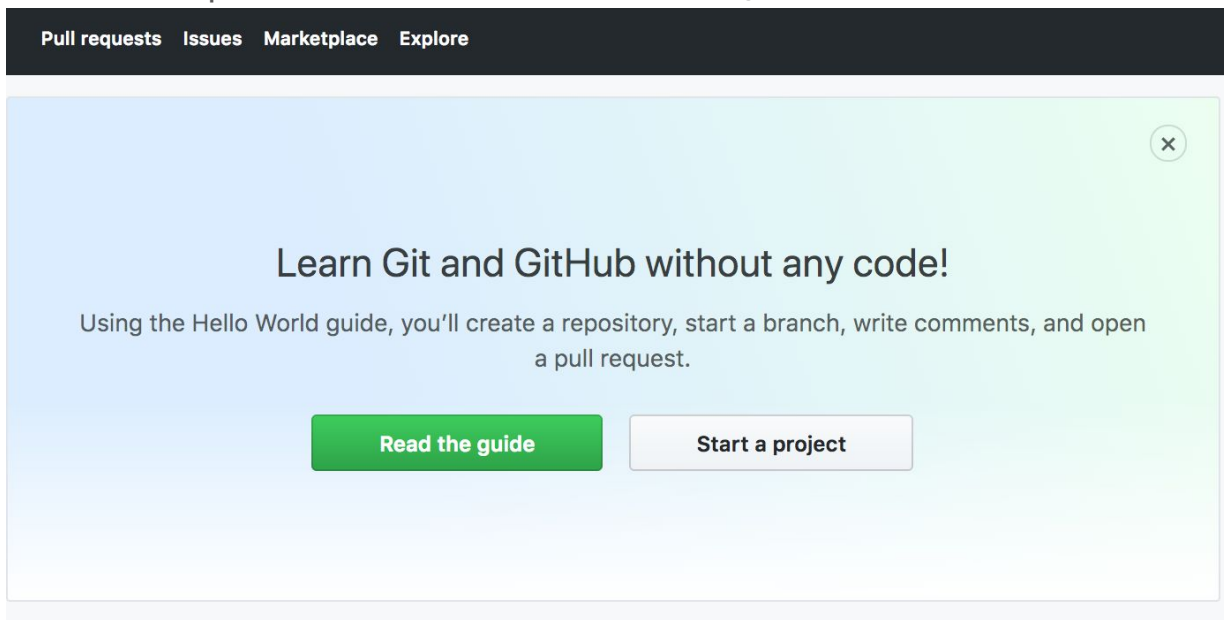 Pull requests Issues Marketplace Explore
Learn Git and GitHub without any code!
Using the Hello World guide, you’ll create a repository, start a branch, write comments, and open
a pull request.
Read the guide Start a project